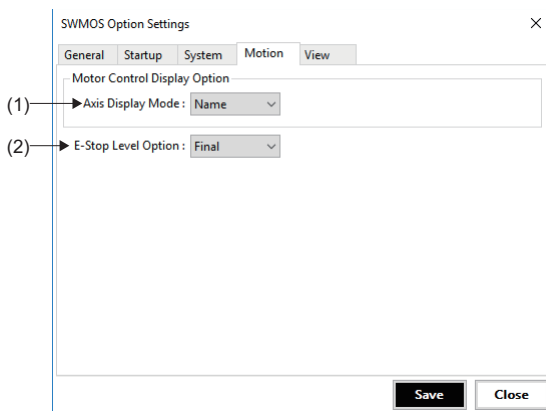 SWMOS Option Settings
General Startup System Motion View
Motor Control Display Option
(1) Axis Display Mode : Name
(2) E-Stop Level Option : Final
Save Close